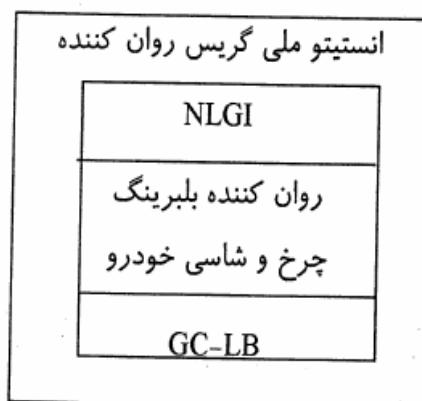 انستیتو ملی گریس روان کننده
NLGI
روان کننده بلبرینگ
چرخ و شاسی خودرو
GC-LB